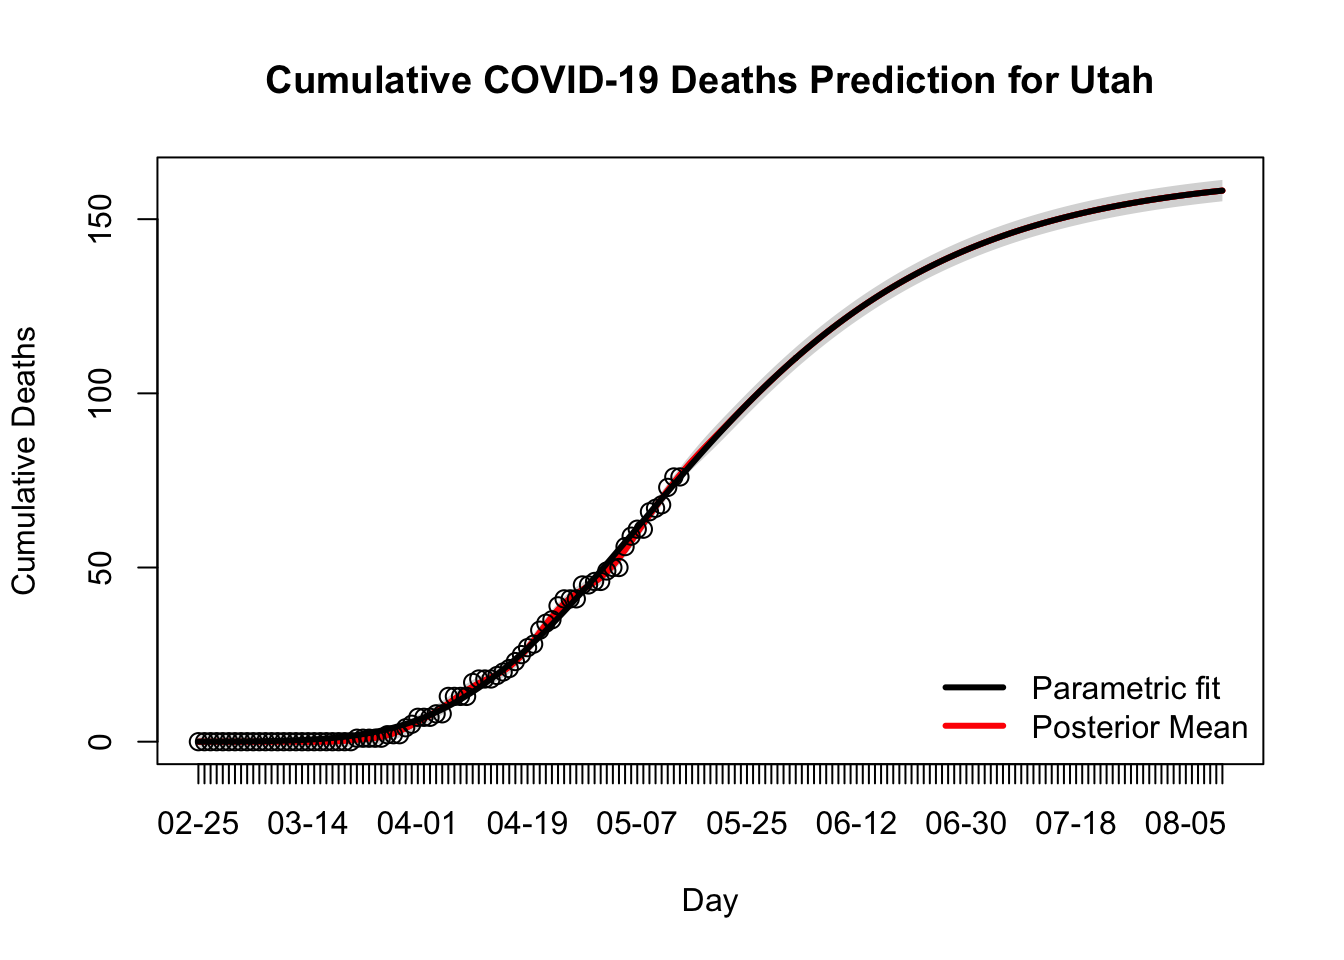 Cumulative COVID-19 Deaths Prediction for Utah
Cumulative Deaths
150
100
50
0
Parametric fit
Posterior Mean
02-25 03-14 04-01 04-19 05-07 05-25 06-12 06-30 07-18 08-05
Day